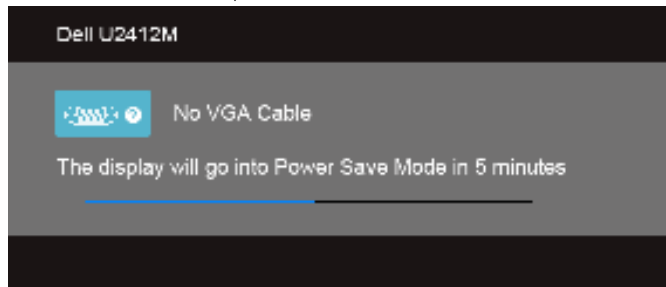 Dell U2412M
No VGA Cable
The display will go into Power Save Mode in 5 minutes